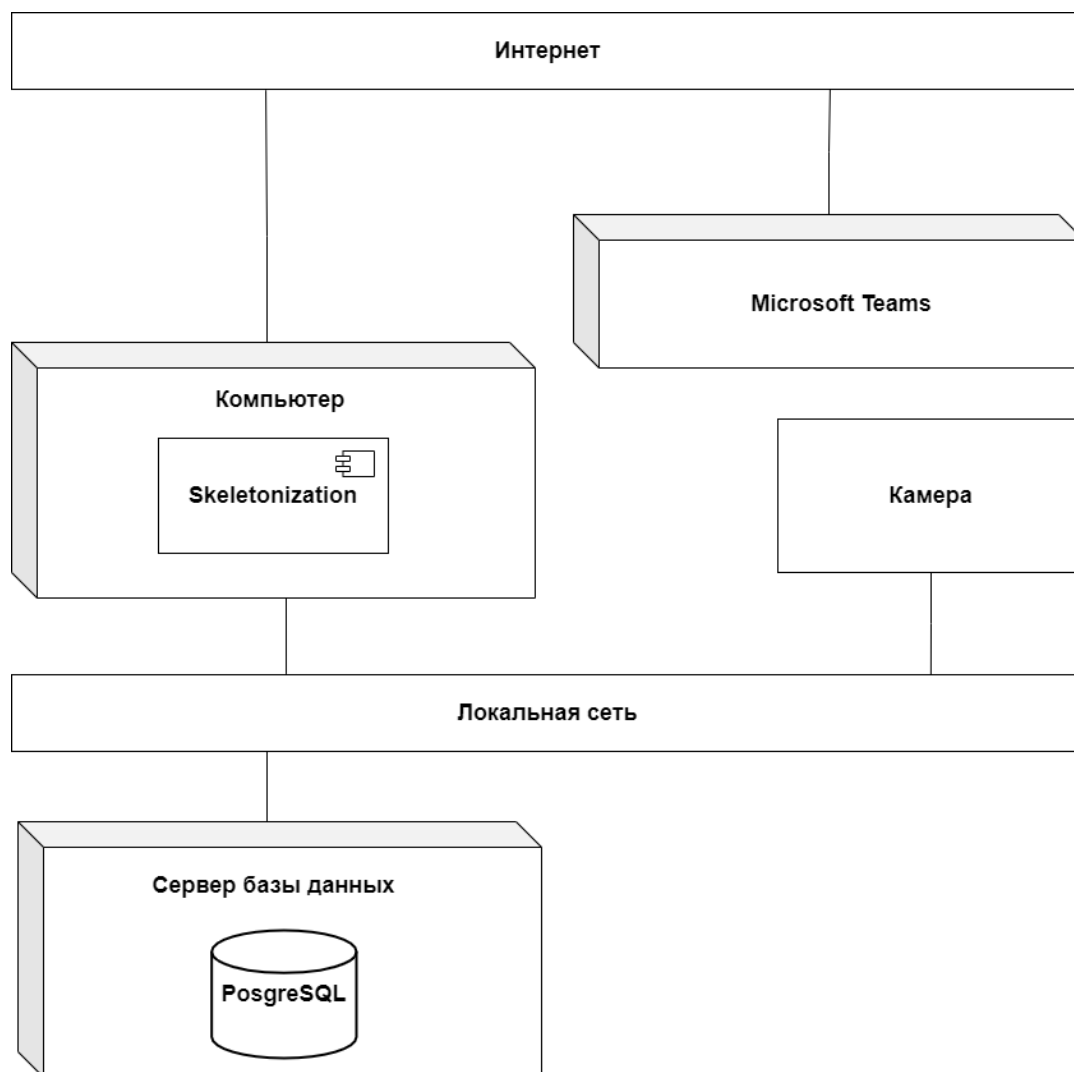 Интернет
Microsoft Teams
Компьютер
Skeletonization
Камера
Локальная сеть
Сервер базы данных
PosgreSQL